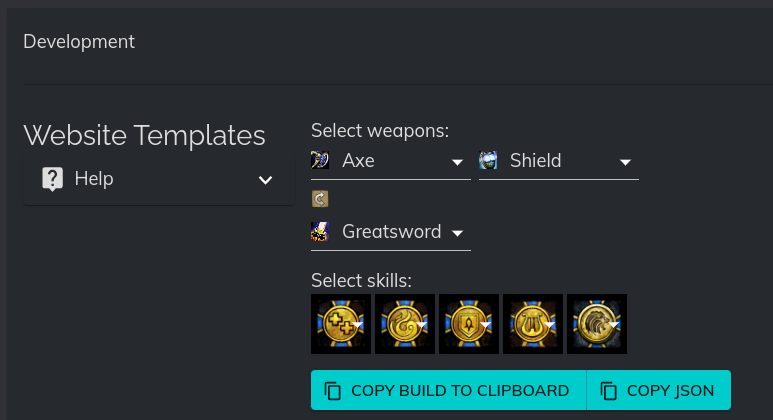 Development
Website Templates
Help
Select weapons:
Axe
Shield
Greatsword
Select skills:
COPY BUILD TO CLIPBOARD
COPY JSON